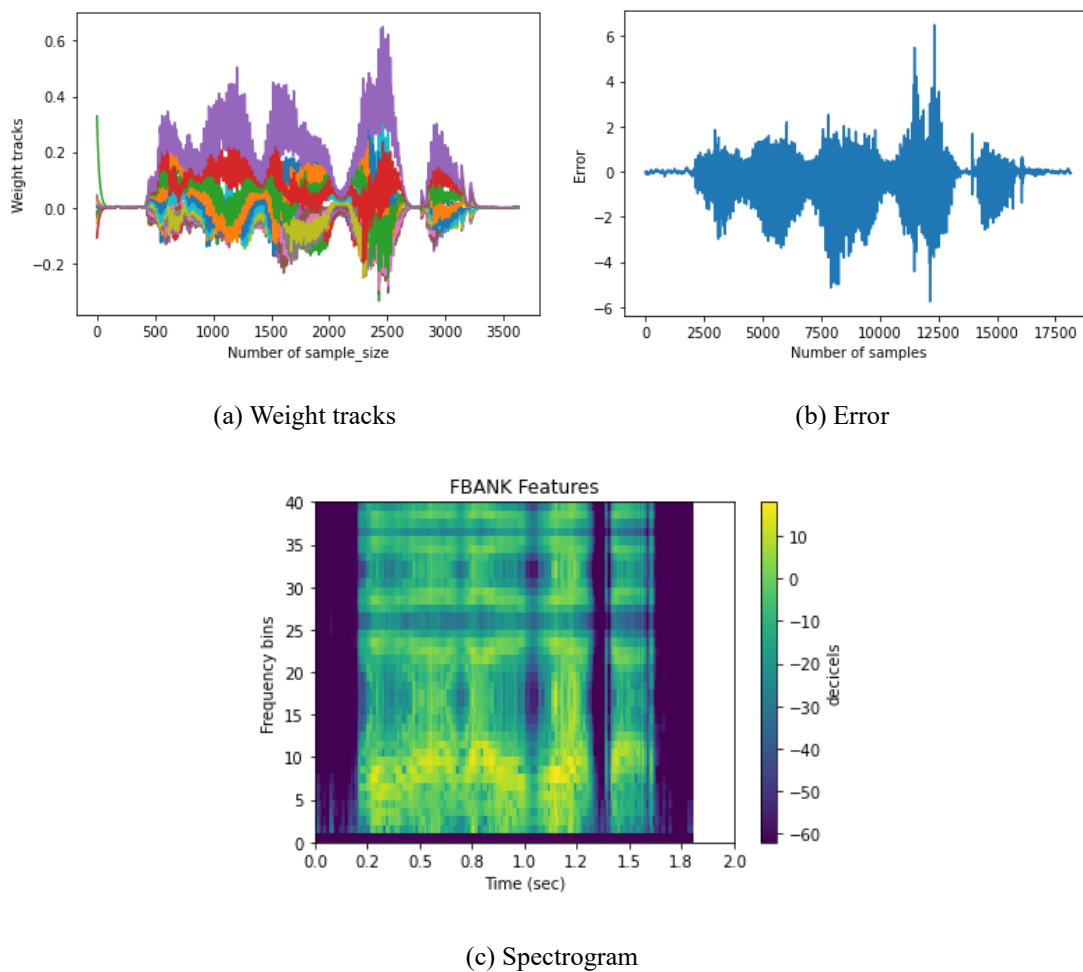 0.6
0.4
0.2
0.0
−0.2
Weight tracks
0 500 1000 1500 2000 2500 3000 3500
Number of sample_size
6
4
2
0
−2
−4
−6
Error
0 2500 5000 7500 10000 12500 15000 17500
Number of samples
(a) Weight tracks
(b) Error
FBANK Features
40
35
30
25
20
15
10
5
0
Frequency bins
0.0 0.2 0.5 0.8 1.0 1.2 1.5 1.8 2.0
Time (sec)
10
0
−10
−20
−30
−40
−50
−60
decicels
(c) Spectrogram